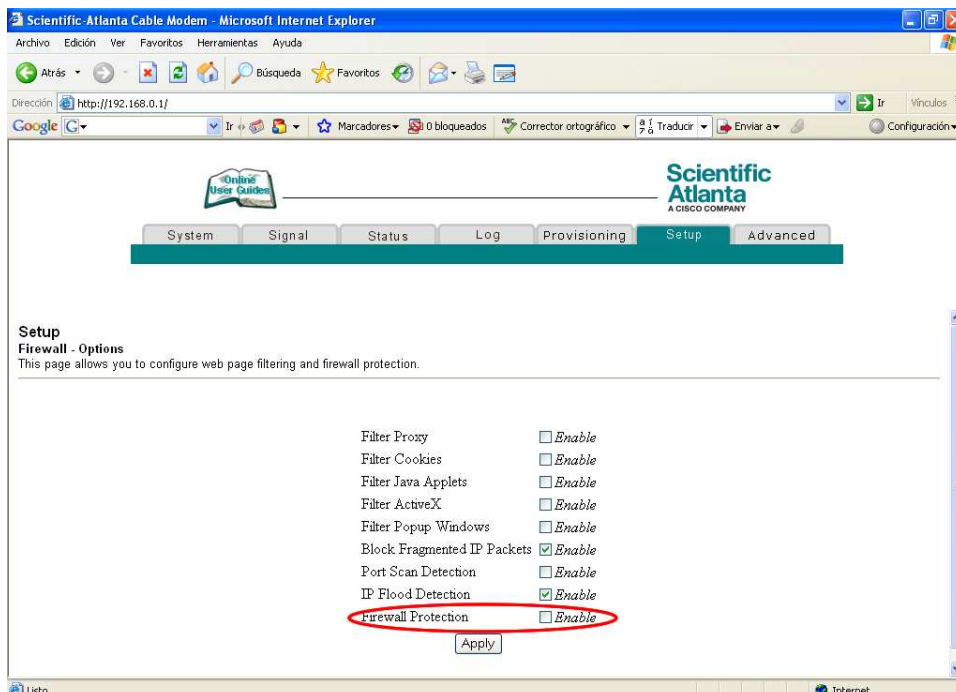 Scientific-Atlanta Cable Modem - Microsoft Internet Explorer
Archivo Edición Ver Favoritos Herramientas Ayuda
Atrás Búsqueda Favoritos
Dirección http://192.168.0.1/ Ir Vínculos
Google G Ir Marcadores 0 bloqueados ABC Corrector ortográfico Traducir Enviar a Configuración
Online User Guides
Scientific Atlanta
A CISCO COMPANY
System Signal Status Log Provisioning Setup Advanced
Setup
Firewall - Options
This page allows you to configure web page filtering and firewall protection.
Filter Proxy Enable
Filter Cookies Enable
Filter Java Applets Enable
Filter ActiveX Enable
Filter Popup Windows Enable
Block Fragmented IP Packets Enable
Port Scan Detection Enable
IP Flood Detection Enable
Firewall Protection Enable
Apply
Listo Internet